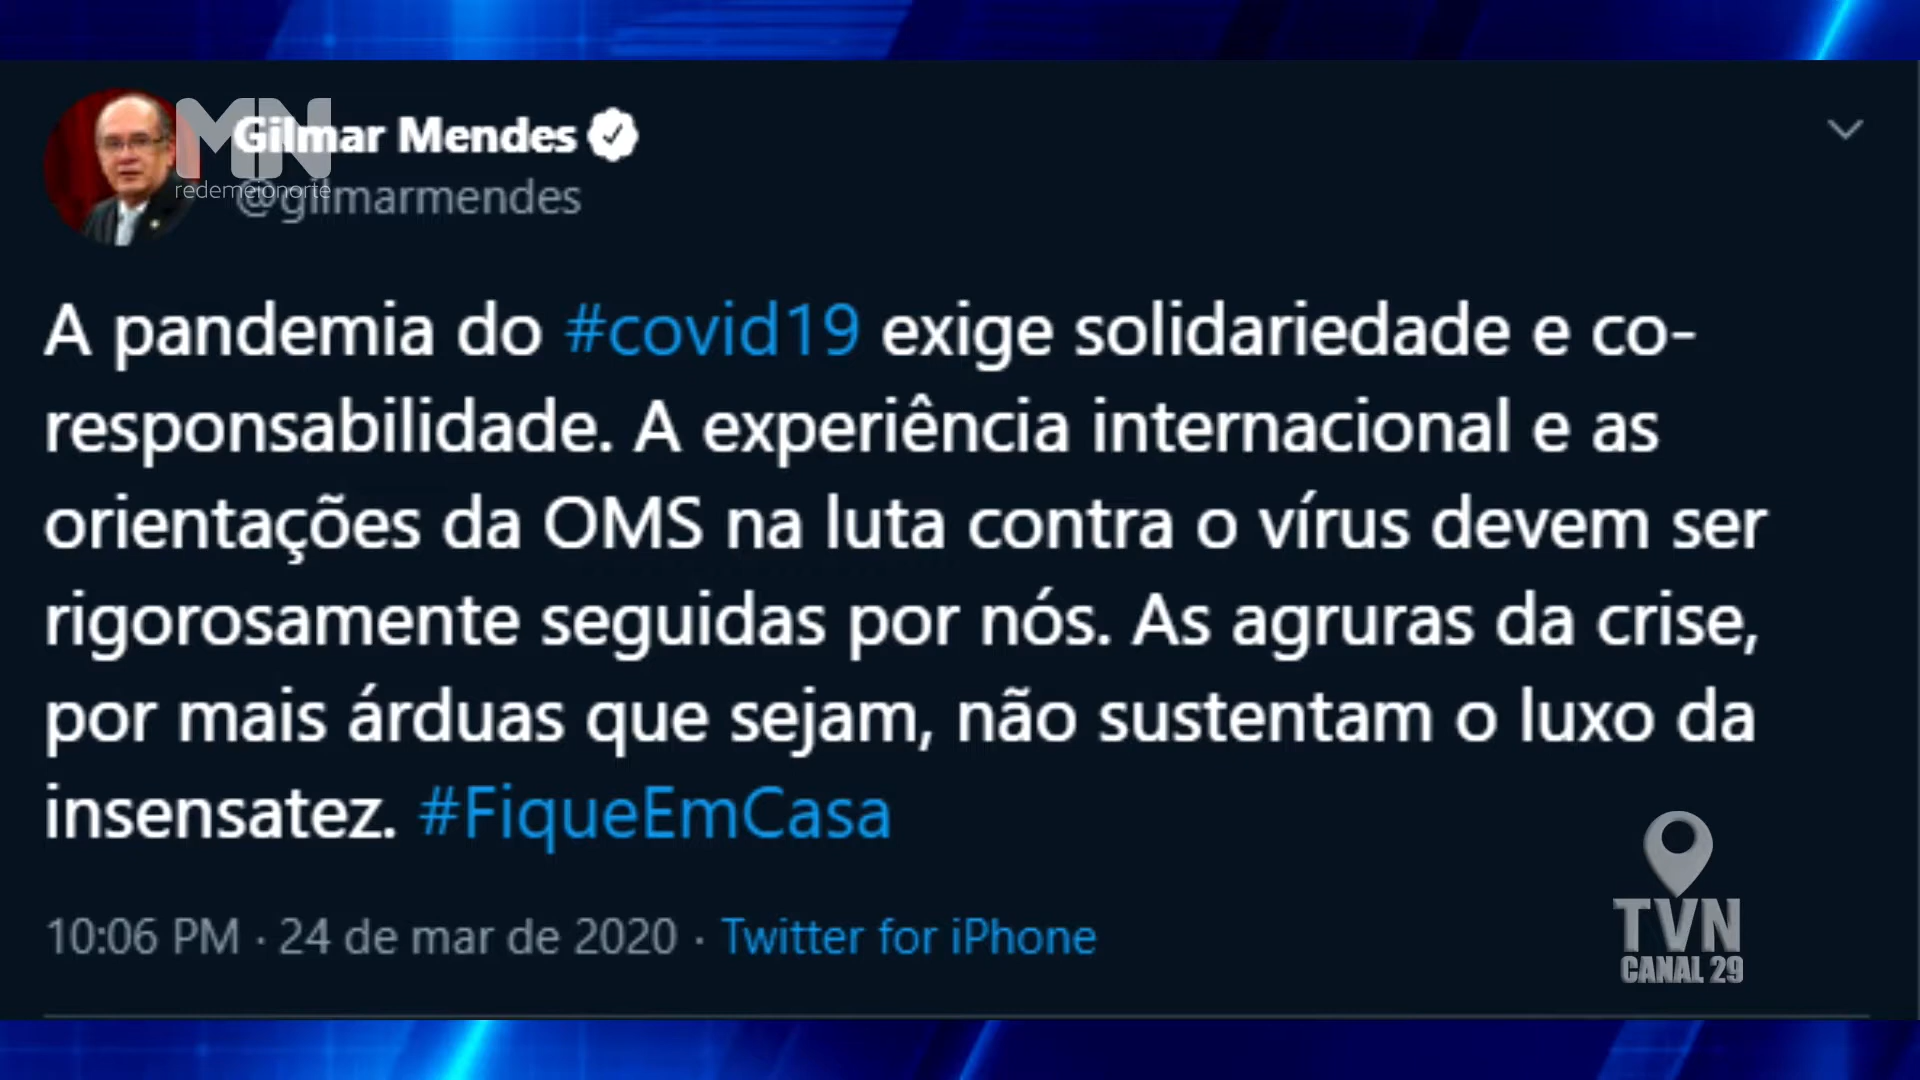 MN
redemeionorte
Gilmar Mendes
@gilmarmendes
A pandemia do #covid19 exige solidariedade e co-
responsabilidade. A experiência internacional e as
orientações da OMS na luta contra o vírus devem ser
rigorosamente seguidas por nós. As agruras da crise,
por mais árduas que sejam, não sustentam o luxo da
insensatez. #FiqueEmCasa
10:06 PM · 24 de mar de 2020 · Twitter for iPhone
TVN
CANAL 29